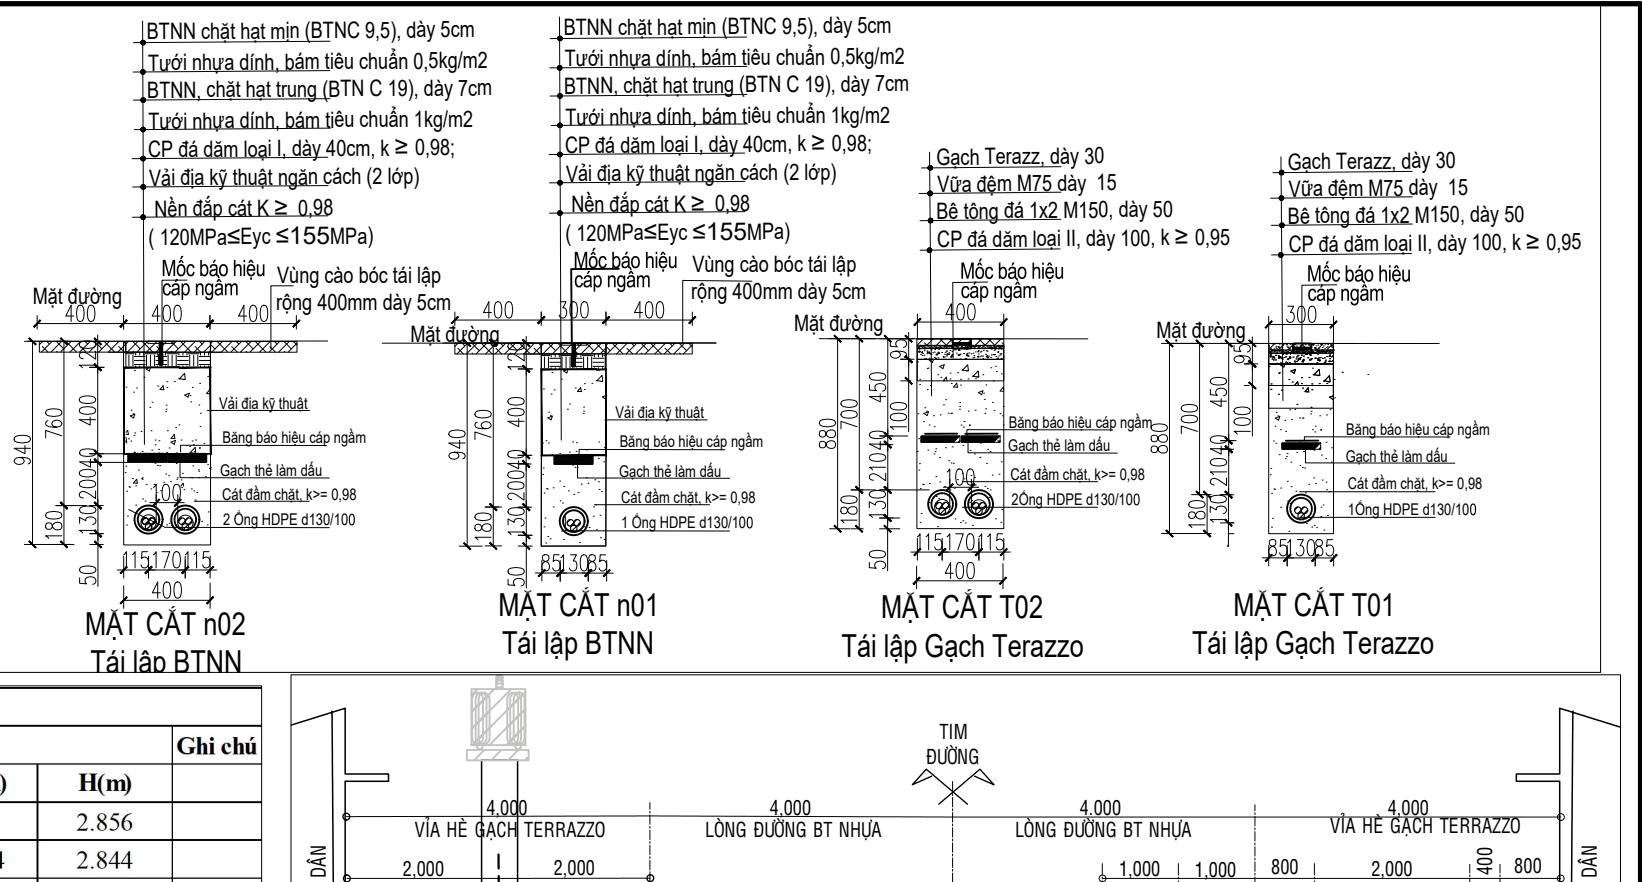 BTNN chặt hạt mịn (BTNC 9,5), dày 5cm
Tưới nhựa dính, bám tiêu chuẩn 0,5kg/m2
BTNN, chặt hạt trung (BTN C 19), dày 7cm
Tưới nhựa dính, bám tiêu chuẩn 1kg/m2
CP đá dăm loại I, dày 40cm, k ≥ 0,98;
Vải địa kỹ thuật ngăn cách (2 lớp)
Nền đắp cát K ≥ 0,98
( 120MPa≤Eyc ≤155MPa)
Mốc báo hiệu
cáp ngầm
Vùng cào bóc tái lập
rộng 400mm dày 5cm
Mặt đường
400
400
400
120
400
760
940
40
200
130
180
50
Vải địa kỹ thuật
Băng báo hiệu cáp ngầm
Gạch thẻ làm dấu
Cát đầm chặt, k>= 0,98
100
2 Ống HDPE d130/100
115
170
115
400
MẶT CẮT n02
Tái lập BTNN
BTNN chặt hạt mịn (BTNC 9,5), dày 5cm
Tưới nhựa dính, bám tiêu chuẩn 0,5kg/m2
BTNN, chặt hạt trung (BTN C 19), dày 7cm
Tưới nhựa dính, bám tiêu chuẩn 1kg/m2
CP đá dăm loại I, dày 40cm, k ≥ 0,98;
Vải địa kỹ thuật ngăn cách (2 lớp)
Nền đắp cát K ≥ 0,98
( 120MPa≤Eyc ≤155MPa)
Mốc báo hiệu
cáp ngầm
Vùng cào bóc tái lập
rộng 400mm dày 5cm
Mặt đường
400
300
400
120
400
760
940
40
200
130
180
50
Vải địa kỹ thuật
Băng báo hiệu cáp ngầm
Gạch thẻ làm dấu
Cát đầm chặt, k>= 0,98
1 Ống HDPE d130/100
85
130
85
MẶT CẮT n01
Tái lập BTNN
Gạch Terazz, dày 30
Vữa đệm M75 dày 15
Bê tông đá 1x2 M150, dày 50
CP đá dăm loại II, dày 100, k ≥ 0,95
Mốc báo hiệu
cáp ngầm
Mặt đường
400
95
100
450
700
880
40
210
130
180
50
Băng báo hiệu cáp ngầm
Gạch thẻ làm dấu
Cát đầm chặt, k>= 0,98
100
2Ống HDPE d130/100
115
170
115
400
MẶT CẮT T02
Tái lập Gạch Terazzo
Gạch Terazz, dày 30
Vữa đệm M75 dày 15
Bê tông đá 1x2 M150, dày 50
CP đá dăm loại II, dày 100, k ≥ 0,95
Mốc báo hiệu
cáp ngầm
Mặt đường
300
95
100
450
700
880
40
210
130
180
50
Băng báo hiệu cáp ngầm
Gạch thẻ làm dấu
Cát đầm chặt, k>= 0,98
1Ống HDPE d130/100
85
130
85
MẶT CẮT T01
Tái lập Gạch Terazzo
Ghi chú
) H(m)
2.856
4 2.844
TIM
ĐƯỜNG
4,000 4,000 4,000 4,000
VỈA HÈ GẠCH TERRAZZO LÒNG ĐƯỜNG BT NHỰA LÒNG ĐƯỜNG BT NHỰA VỈA HÈ GẠCH TERRAZZO
DÂN
2,000 2,000 1,000 1,000 800 2,000 400 800
DÂN